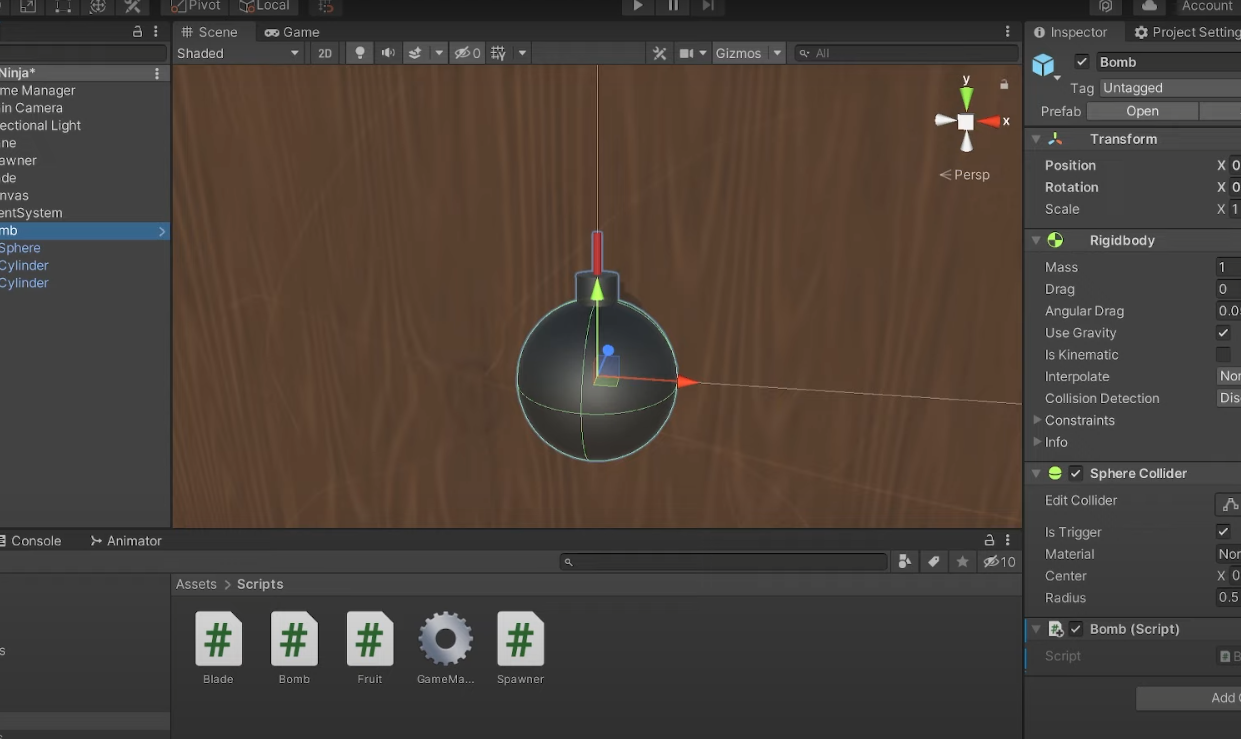 Pivot Local Account
Scene Game Inspector Project Setting
Shaded 2D 0 Gizmos All
Ninja*
me Manager
in Camera
ectional Light
ne
awner
de
nvas
entSystem
mb
Sphere
Cylinder
Cylinder
y
x
Persp
Bomb
Tag Untagged
Prefab Open
Transform
Position X 0
Rotation X 0
Scale X 1
Rigidbody
Mass 1
Drag 0
Angular Drag 0.0
Use Gravity
Is Kinematic
Interpolate Nor
Collision Detection Dis
Constraints
Info
Sphere Collider
Edit Collider
Is Trigger
Material Nor
Center X 0
Radius 0.5
Bomb (Script)
Script B
Add
Console Animator
10
Assets > Scripts
s
# # # #
Blade Bomb Fruit GameMa... Spawner